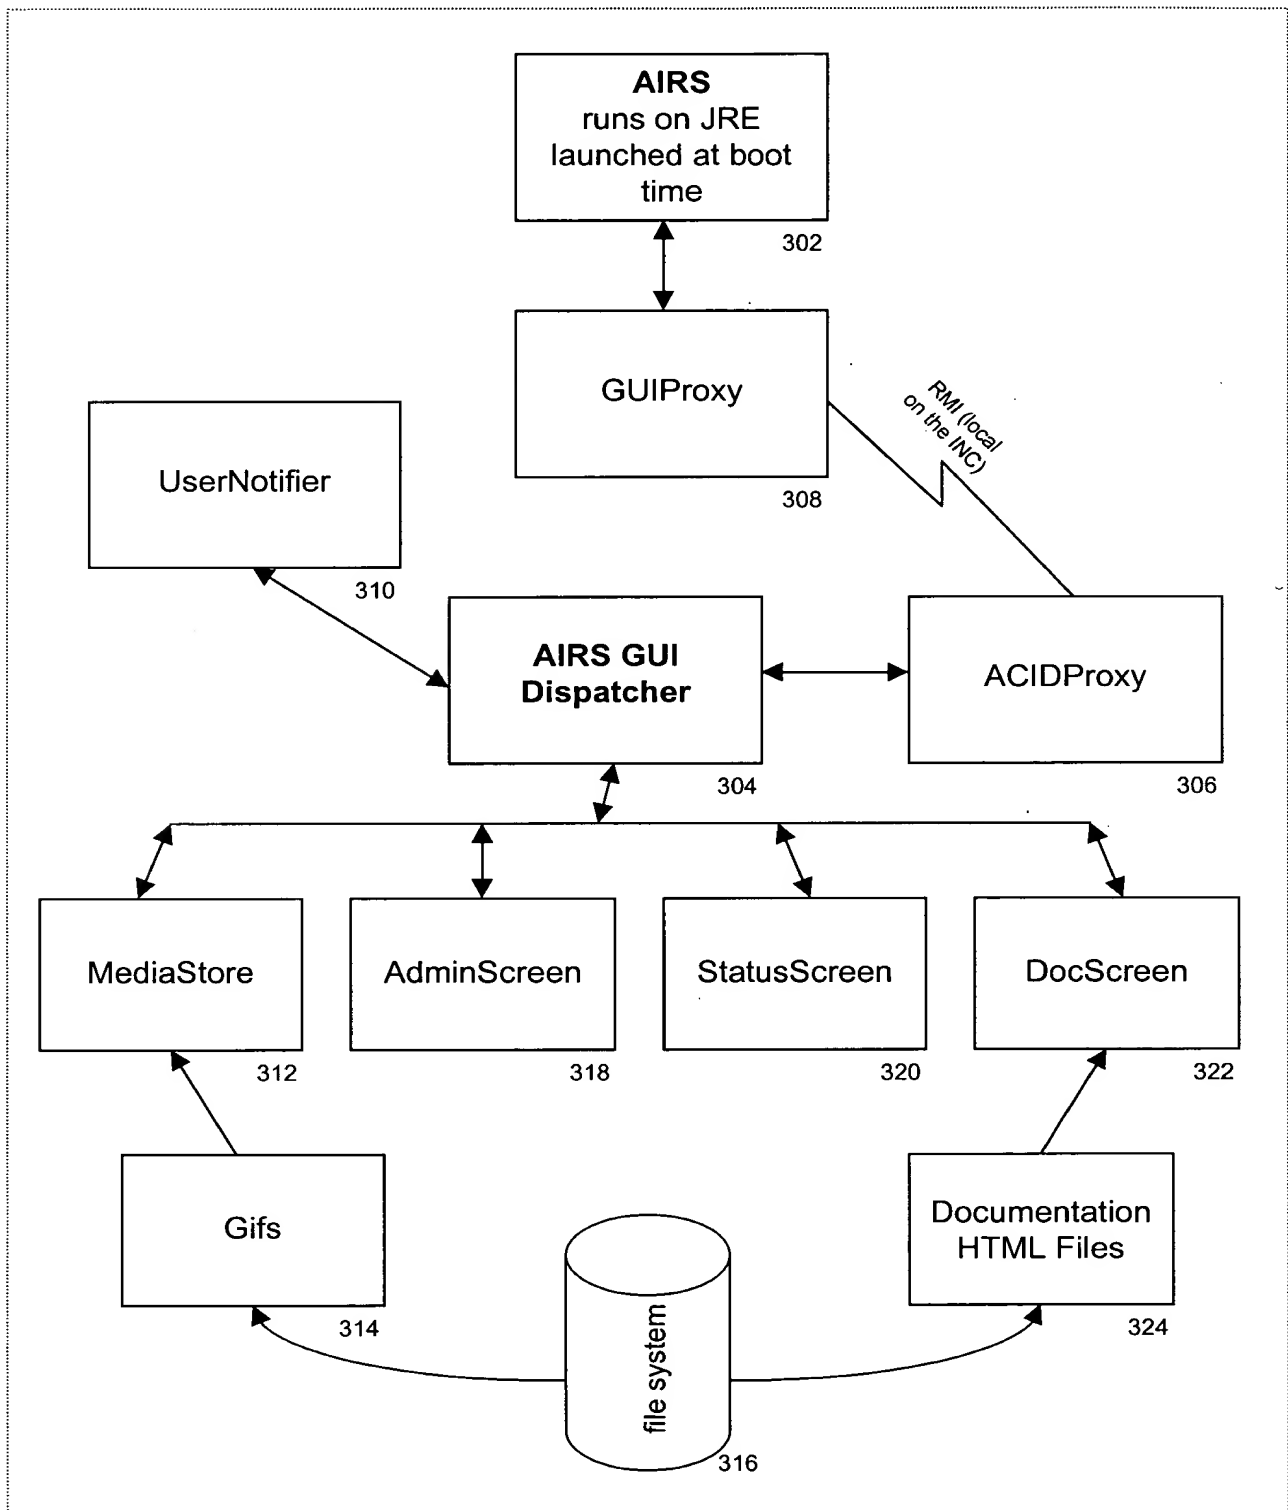 AIRS
runs on JRE
launched at boot
time
302
GUIProxy
308
RMI (local
on the INC)
UserNotifier
310
AIRS GUI
Dispatcher
304
ACIDProxy
306
MediaStore
312
AdminScreen
318
StatusScreen
320
DocScreen
322
Gifs
314
file system
316
Documentation
HTML Files
324